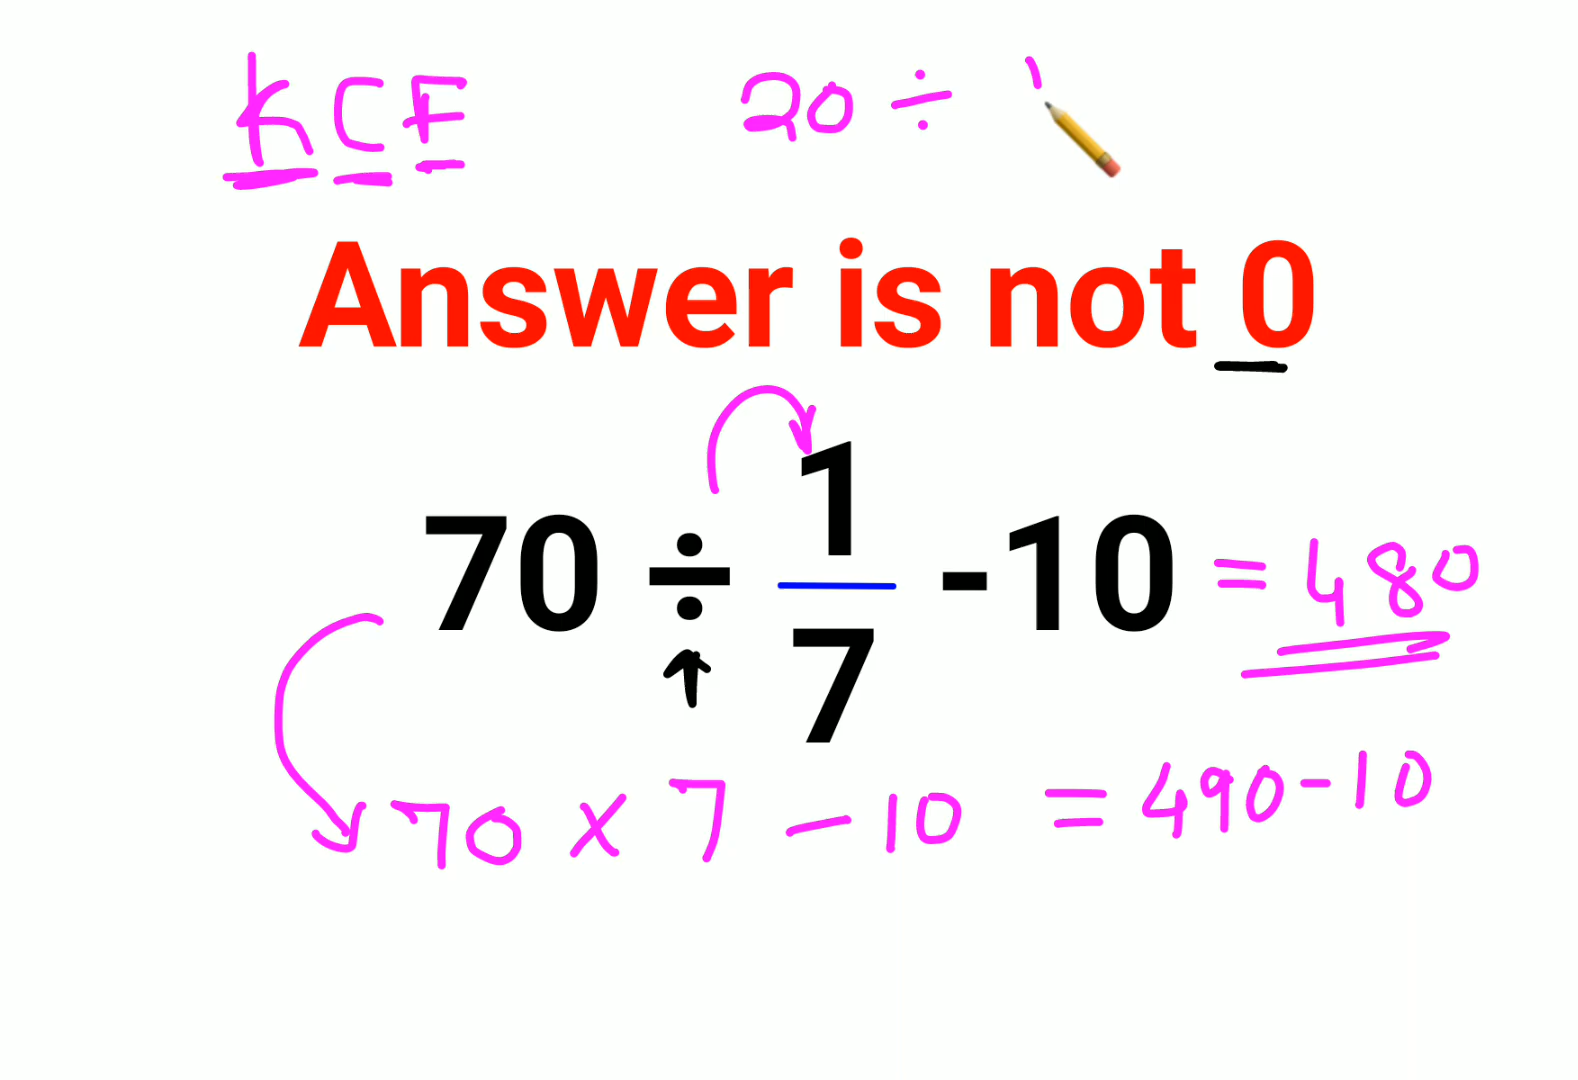 KCF 20 ÷
Answer is not 0
70 ÷ 1/7 -10 = 480
70 x 7 - 10 = 490 - 10